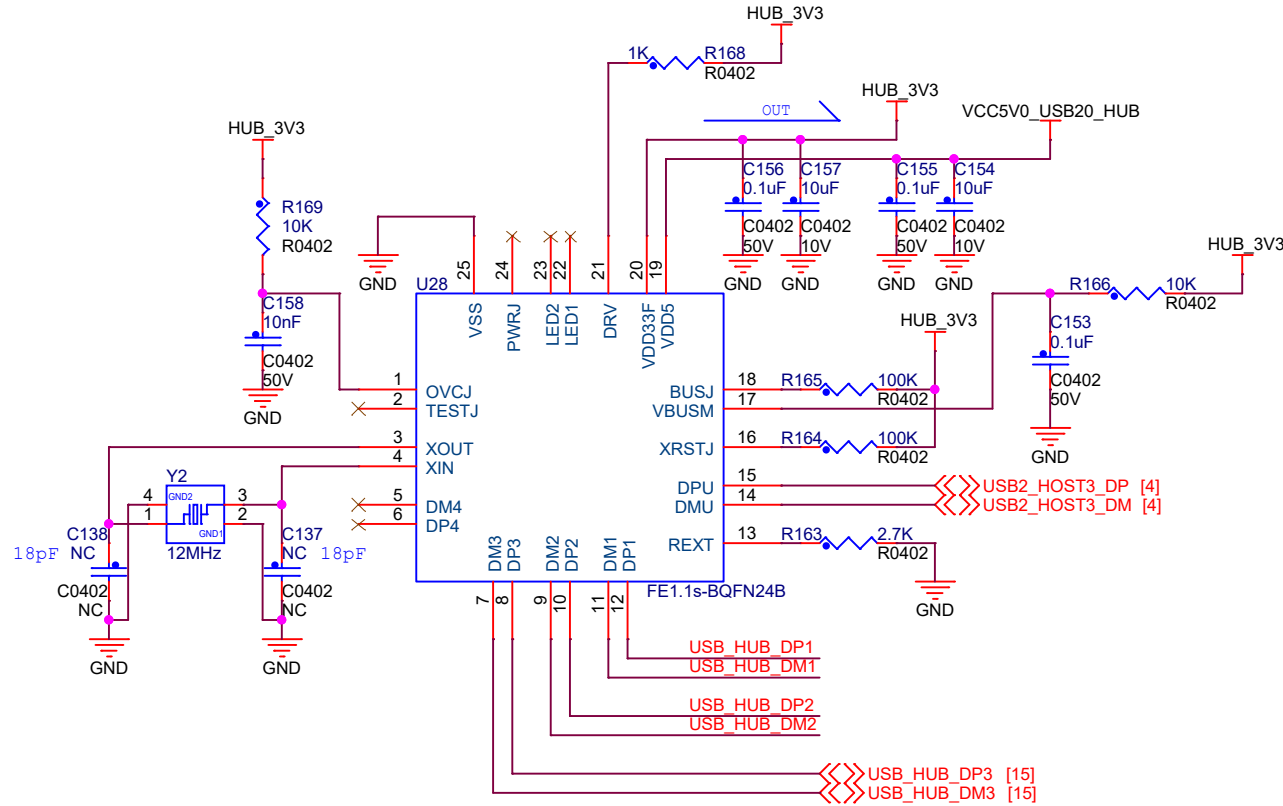 HUB_3V3
1K
R168
R0402
OUT
HUB_3V3
VCC5V0_USB20_HUB
HUB_3V3
R169
10K
R0402
C156
0.1uF
C0402
50V
GND
C157
10uF
C0402
10V
GND
C155
0.1uF
C0402
50V
GND
C154
10uF
C0402
10V
GND
HUB_3V3
R166
10K
R0402
C153
0.1uF
C0402
50V
GND
C158
10nF
C0402
50V
GND
GND
25
24
23
22
21
20
19
U28
VSS
PWRJ
LED2
LED1
DRV
VDD33F
VDD5
HUB_3V3
1
OVCJ
2
TESTJ
3
XOUT
4
XIN
5
DM4
6
DP4
BUSJ
18
R165
100K
R0402
VBUSM
17
XRSTJ
16
R164
100K
R0402
DPU
15
USB2_HOST3_DP [4]
DMU
14
USB2_HOST3_DM [4]
REXT
13
R163
2.7K
R0402
GND
FE1.1s-BQFN24B
Y2
4
GND2
3
1
GND1
2
12MHz
C138
NC
18pF
C0402
NC
GND
C137
NC
18pF
C0402
NC
GND
DM3
DP3
DM2
DP2
DM1
DP1
7
8
9
10
11
12
USB_HUB_DP1
USB_HUB_DM1
USB_HUB_DP2
USB_HUB_DM2
USB_HUB_DP3 [15]
USB_HUB_DM3 [15]